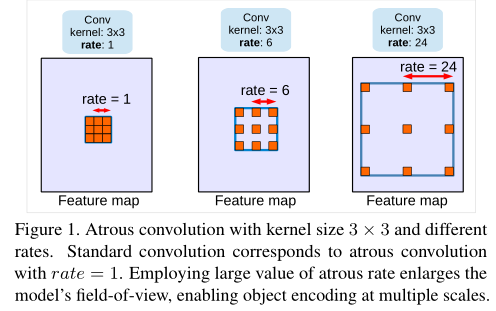 Conv
kernel: 3x3
rate: 1
Conv
kernel: 3x3
rate: 6
Conv
kernel: 3x3
rate: 24
rate = 1
rate = 6
rate = 24
Feature map
Feature map
Feature map
Figure 1. Atrous convolution with kernel size 3 × 3 and different
rates. Standard convolution corresponds to atrous convolution
with rate = 1. Employing large value of atrous rate enlarges the
model's field-of-view, enabling object encoding at multiple scales.